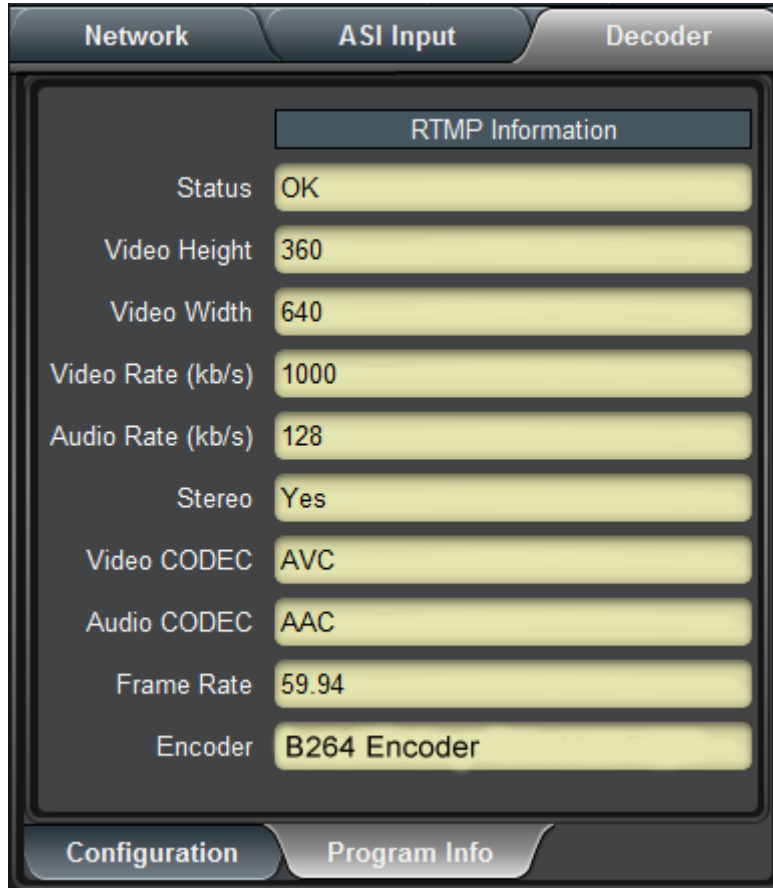 Network ASI Input Decoder
RTMP Information
Status OK
Video Height 360
Video Width 640
Video Rate (kb/s) 1000
Audio Rate (kb/s) 128
Stereo Yes
Video CODEC AVC
Audio CODEC AAC
Frame Rate 59.94
Encoder B264 Encoder
Configuration Program Info